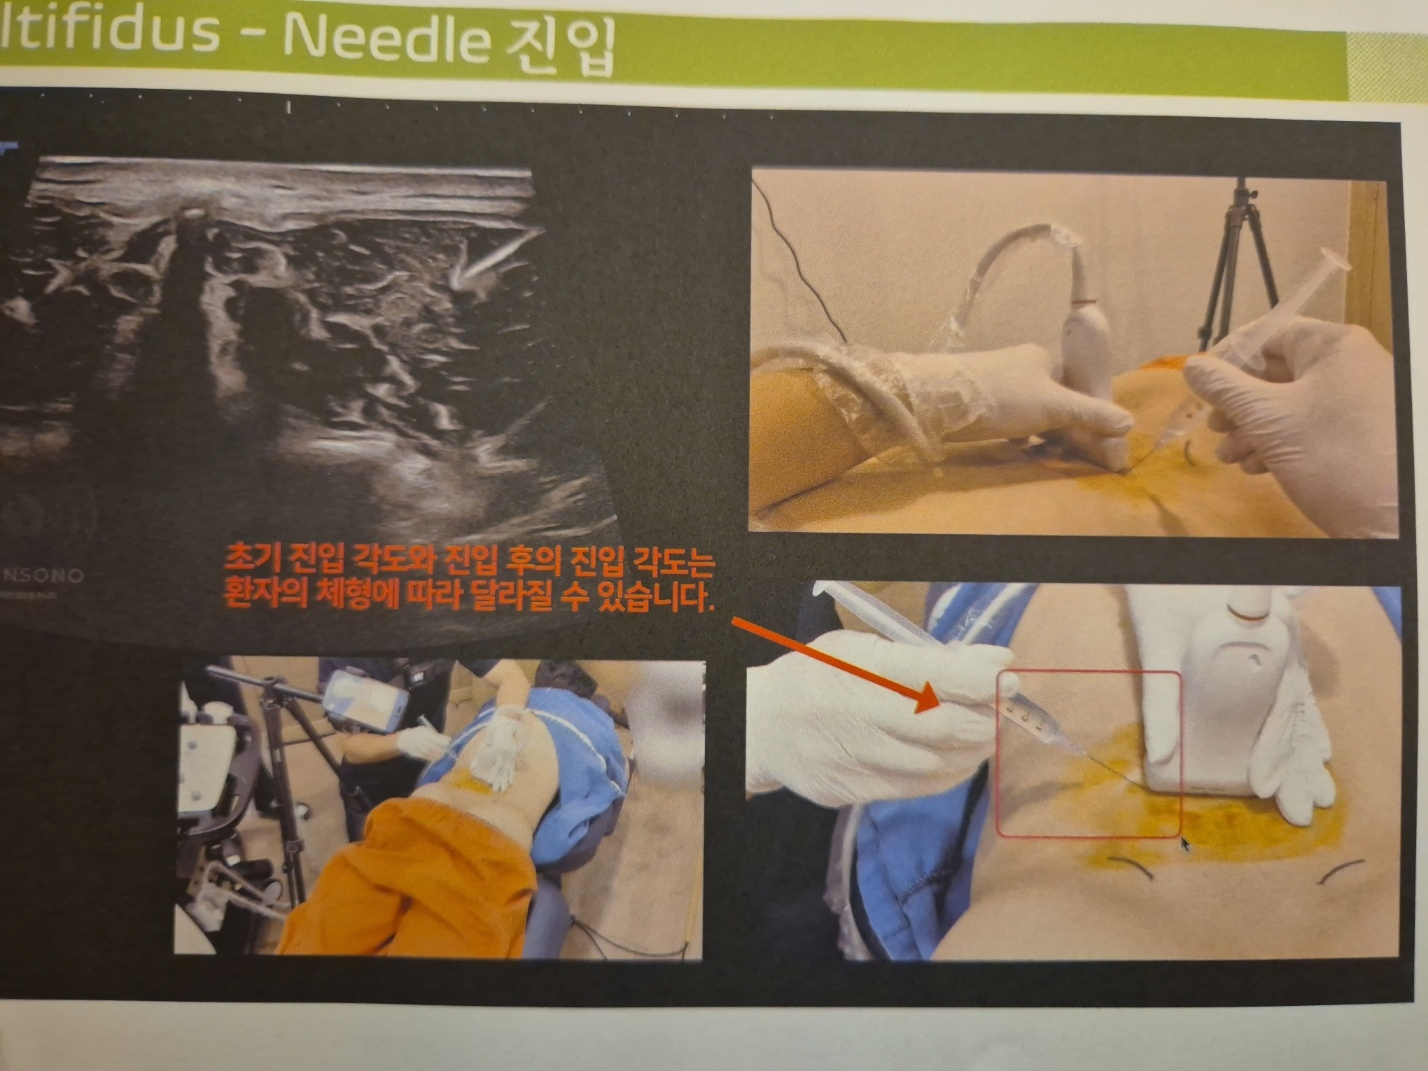 ltifidus - Needle 진입
초기 진입 각도와 진입 후의 진입 각도는
환자의 체형에 따라 달라질 수 있습니다.
NSONO